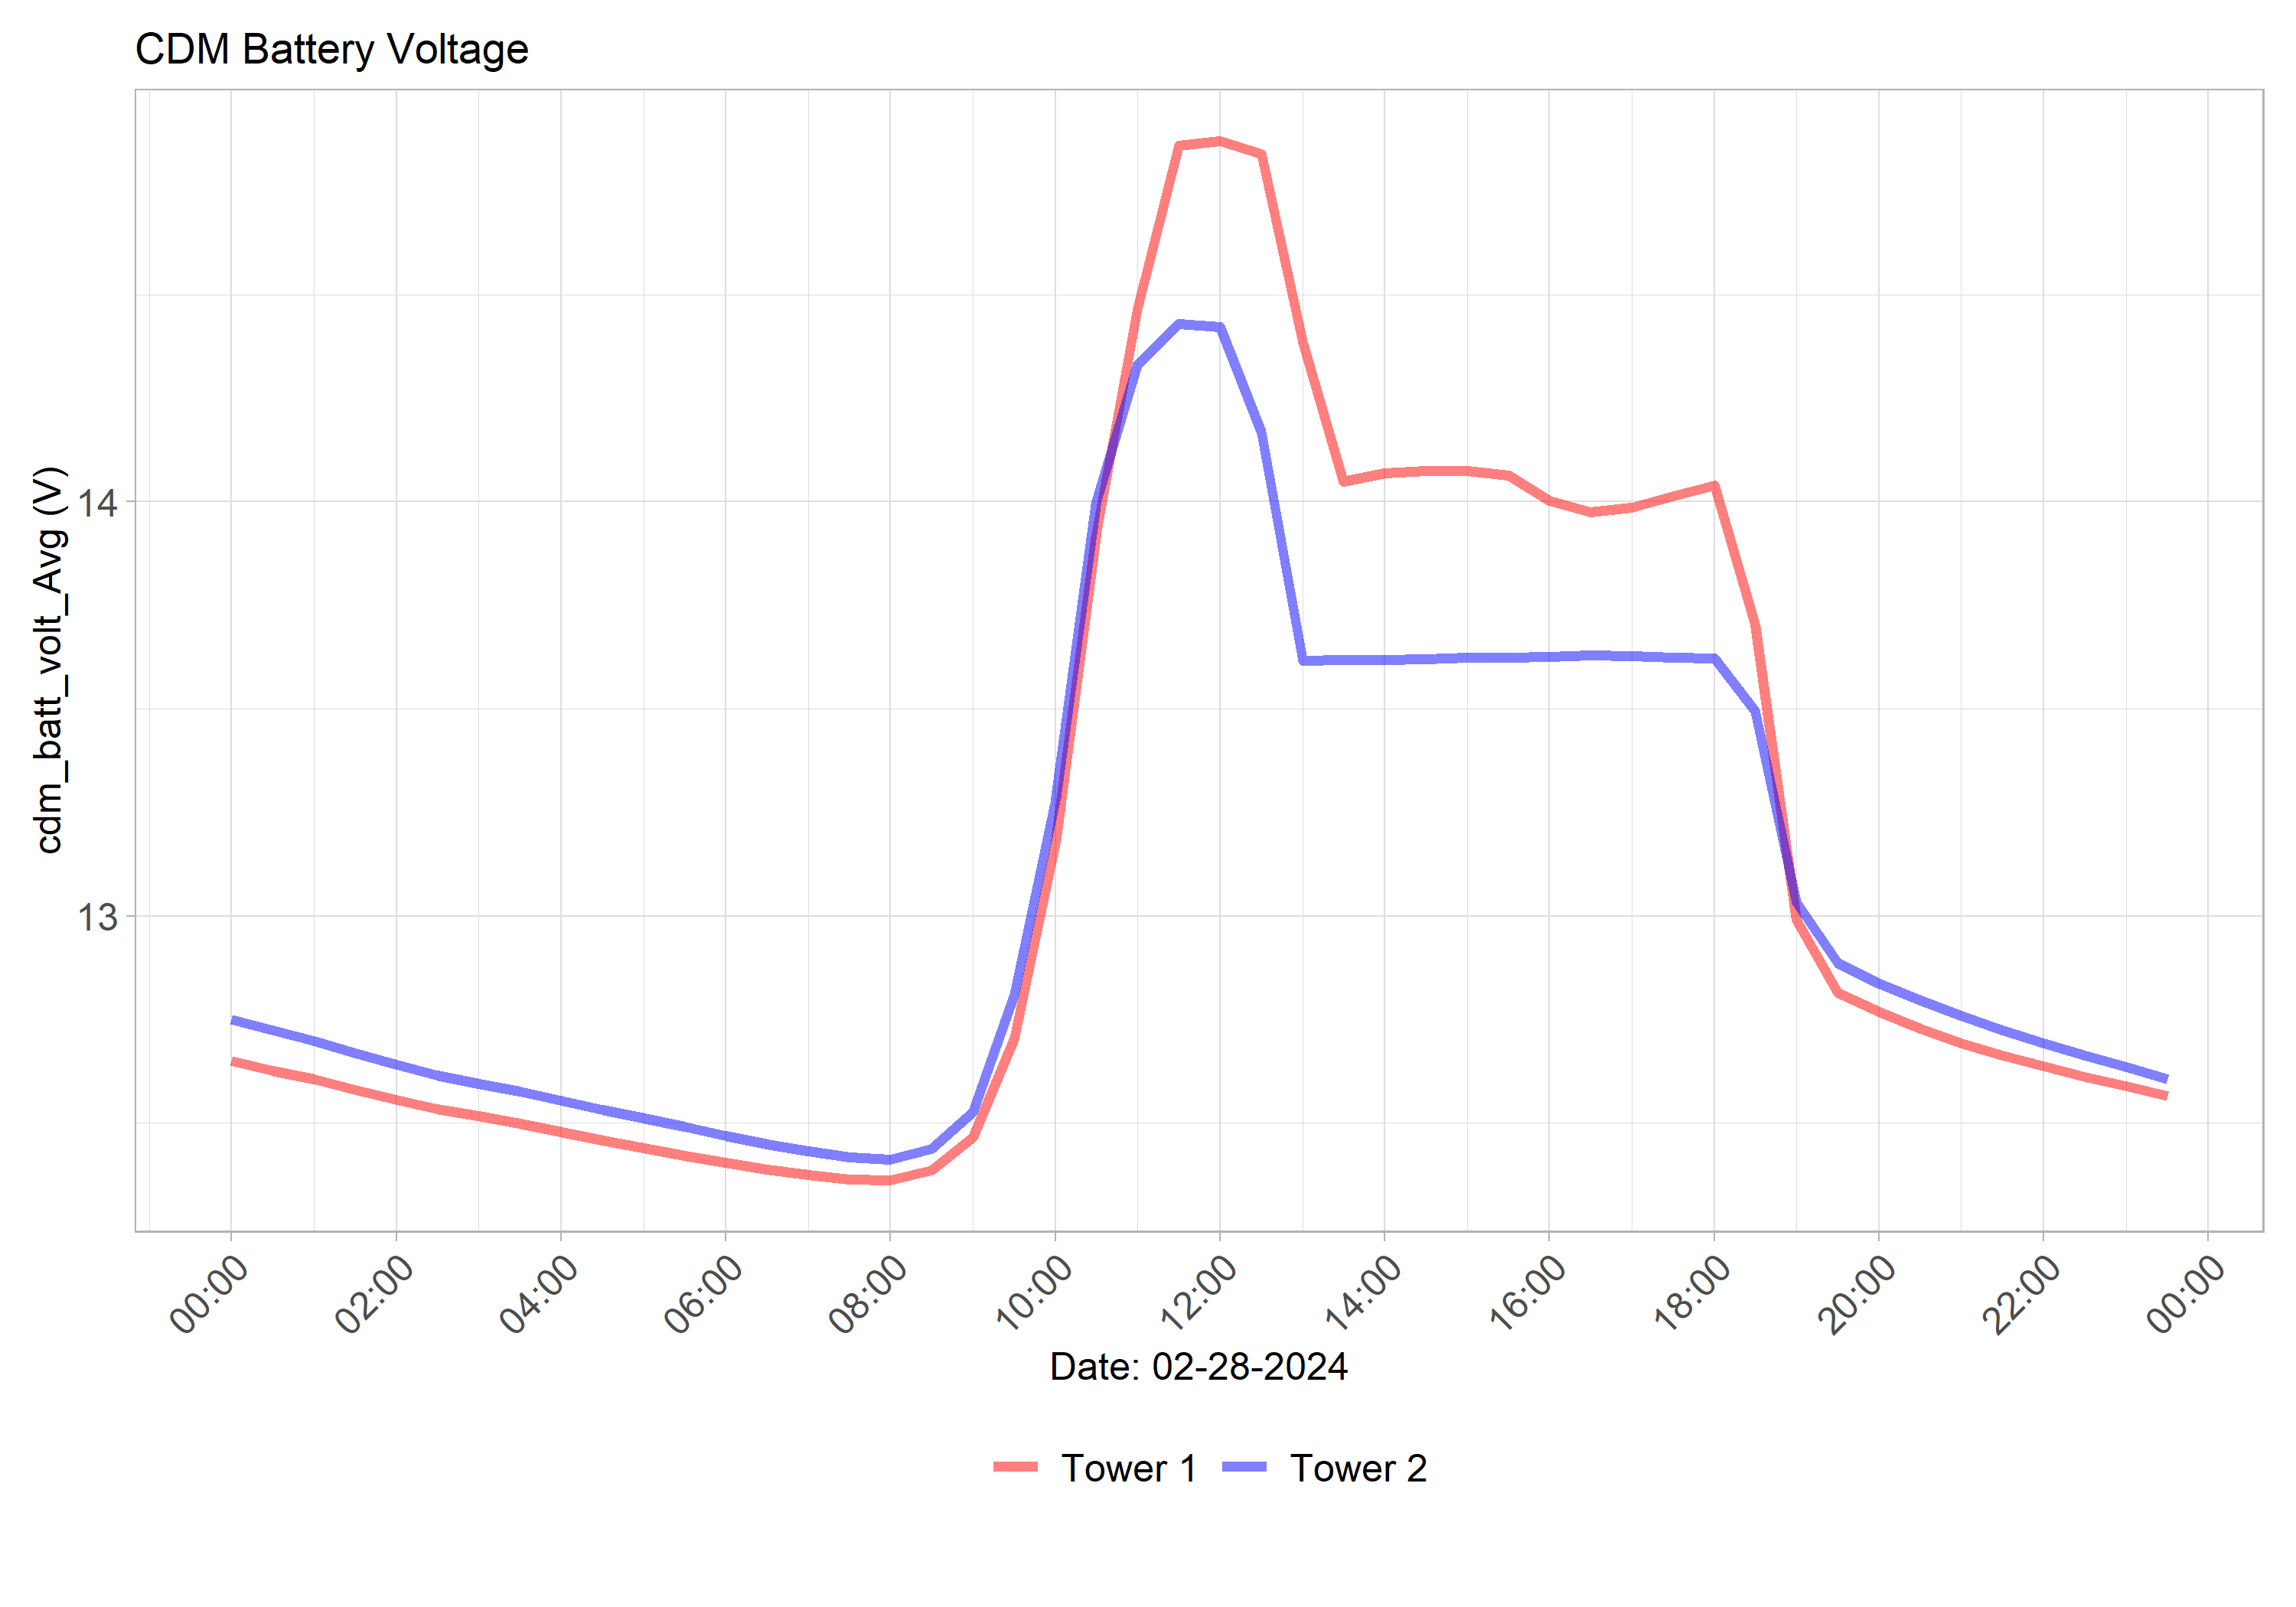 CDM Battery Voltage
cdm_batt_volt_Avg (V)
14
13
00:00 02:00 04:00 06:00 08:00 10:00 12:00 14:00 16:00 18:00 20:00 22:00 00:00
Date: 02-28-2024
Tower 1 Tower 2